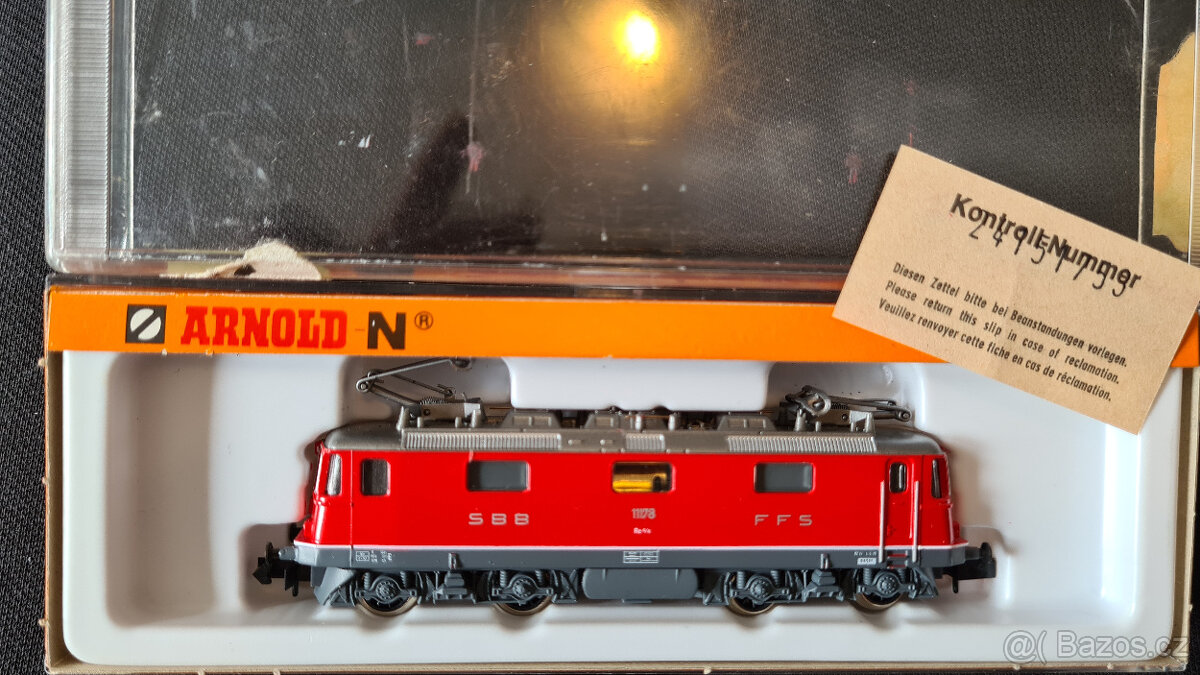 Kontroll-Nummer
Diesen Zettel bitte bei Beanstandungen vorlegen.
Please return this slip in case of reclamation.
Veuillez renvoyer cette fiche en cas de réclamation.
ARNOLD-N®
SBB
11178
FFS
@( Bazos.cz